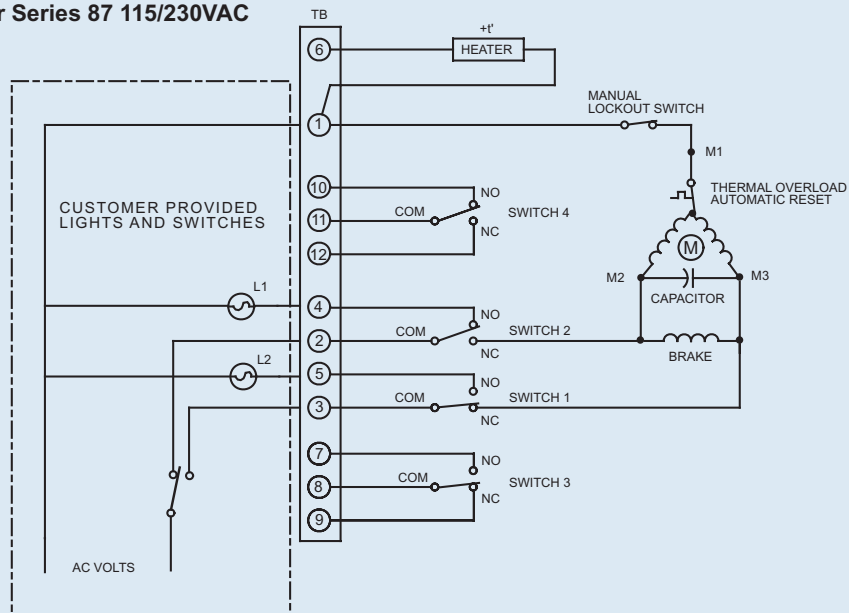 r Series 87 115/230VAC
TB
+t'
6
HEATER
MANUAL
LOCKOUT SWITCH
1
M1
THERMAL OVERLOAD
AUTOMATIC RESET
10
NO
CUSTOMER PROVIDED
LIGHTS AND SWITCHES
11
COM
SWITCH 4
NC
12
M
M2
M3
CAPACITOR
L1
4
NO
2
COM
SWITCH 2
NC
BRAKE
L2
5
NO
3
COM
SWITCH 1
NC
7
NO
8
COM
SWITCH 3
NC
9
AC VOLTS